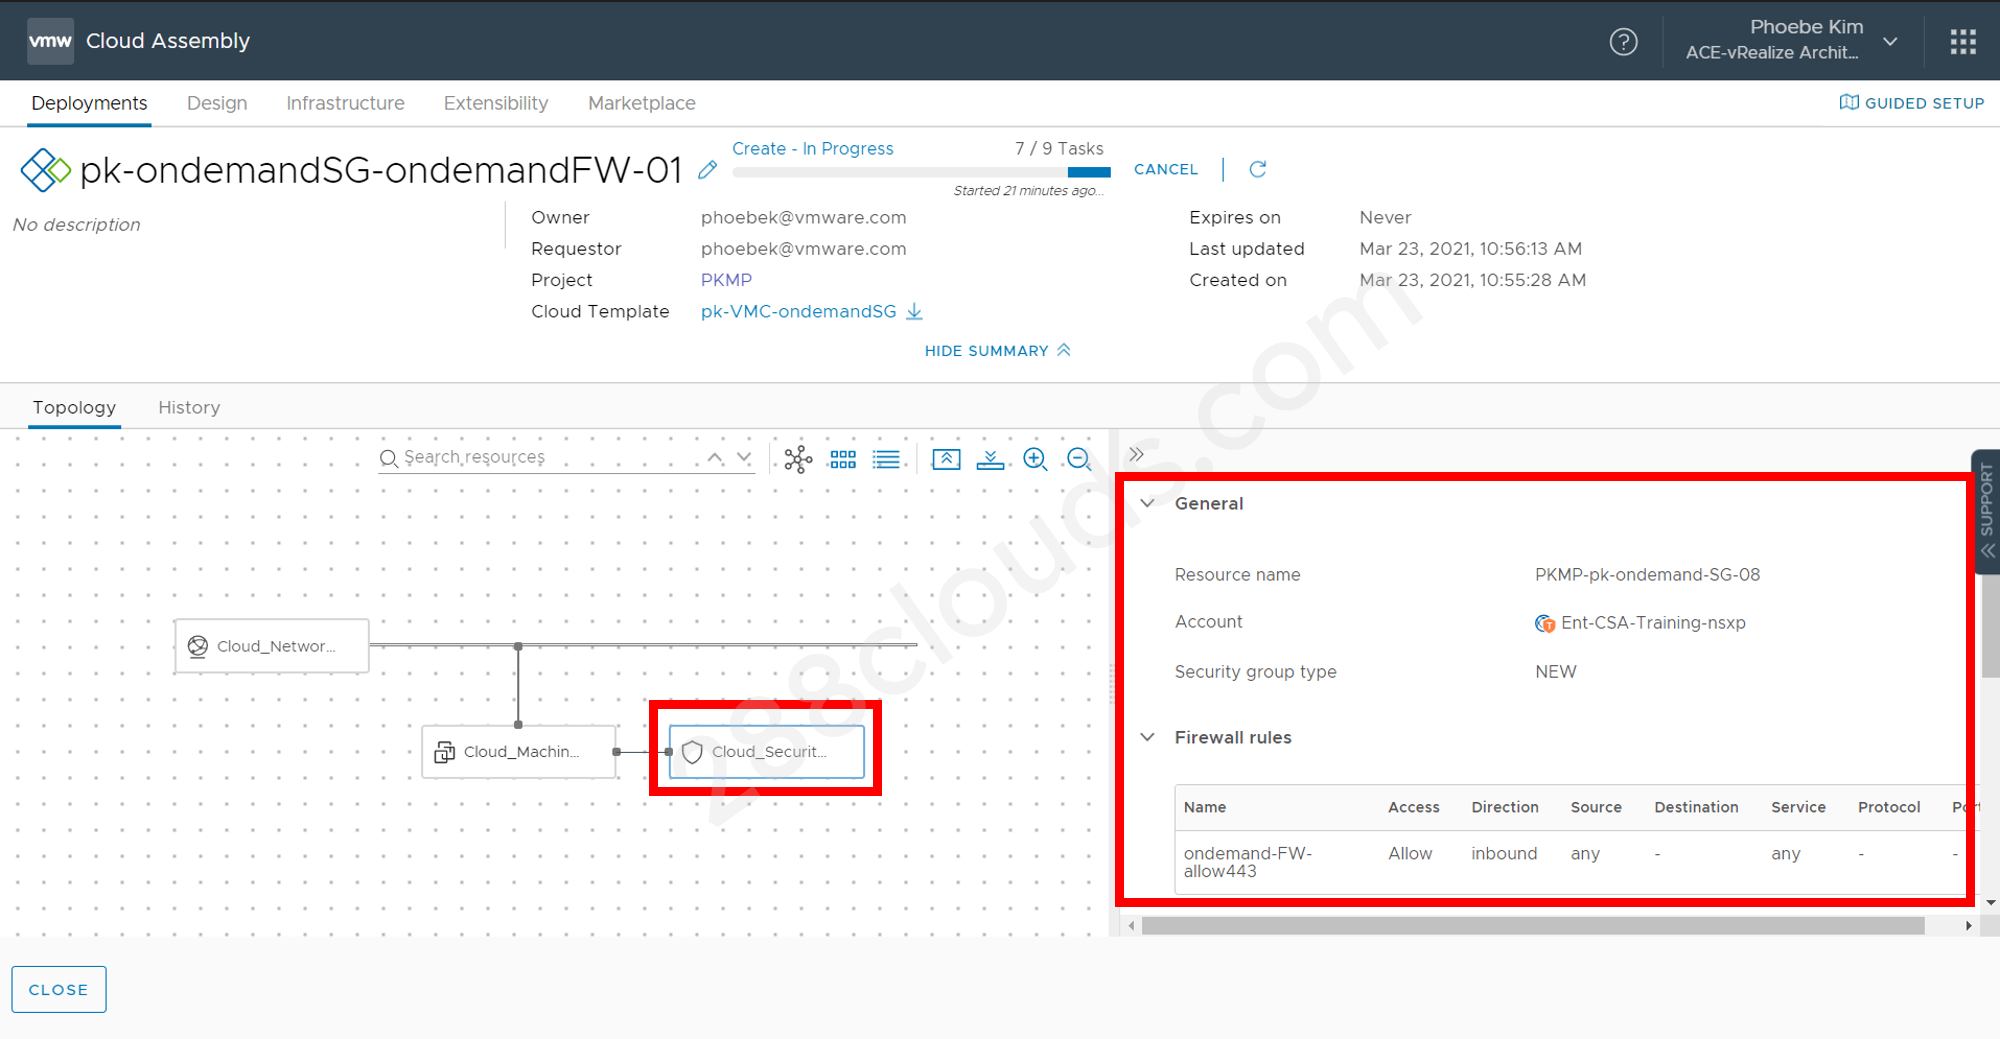 vmw Cloud Assembly
Phoebe Kim
ACE-vRealize Archit...
Deployments Design Infrastructure Extensibility Marketplace
GUIDED SETUP
pk-ondemandSG-ondemandFW-01
Create - In Progress 7 / 9 Tasks
CANCEL
Started 21 minutes ago...
No description
Owner phoebek@vmware.com
Requestor phoebek@vmware.com
Project PKMP
Cloud Template pk-VMC-ondemandSG
Expires on Never
Last updated Mar 23, 2021, 10:56:13 AM
Created on Mar 23, 2021, 10:55:28 AM
HIDE SUMMARY
Topology History
Search resources
Cloud_Networ...
Cloud_Machin...
Cloud_Securit...
General
Resource name PKMP-pk-ondemand-SG-08
Account Ent-CSA-Training-nsxp
Security group type NEW
Firewall rules
Name Access Direction Source Destination Service Protocol Port
ondemand-FW-allow443 Allow inbound any - any - -
SUPPORT
CLOSE
288clouds.com